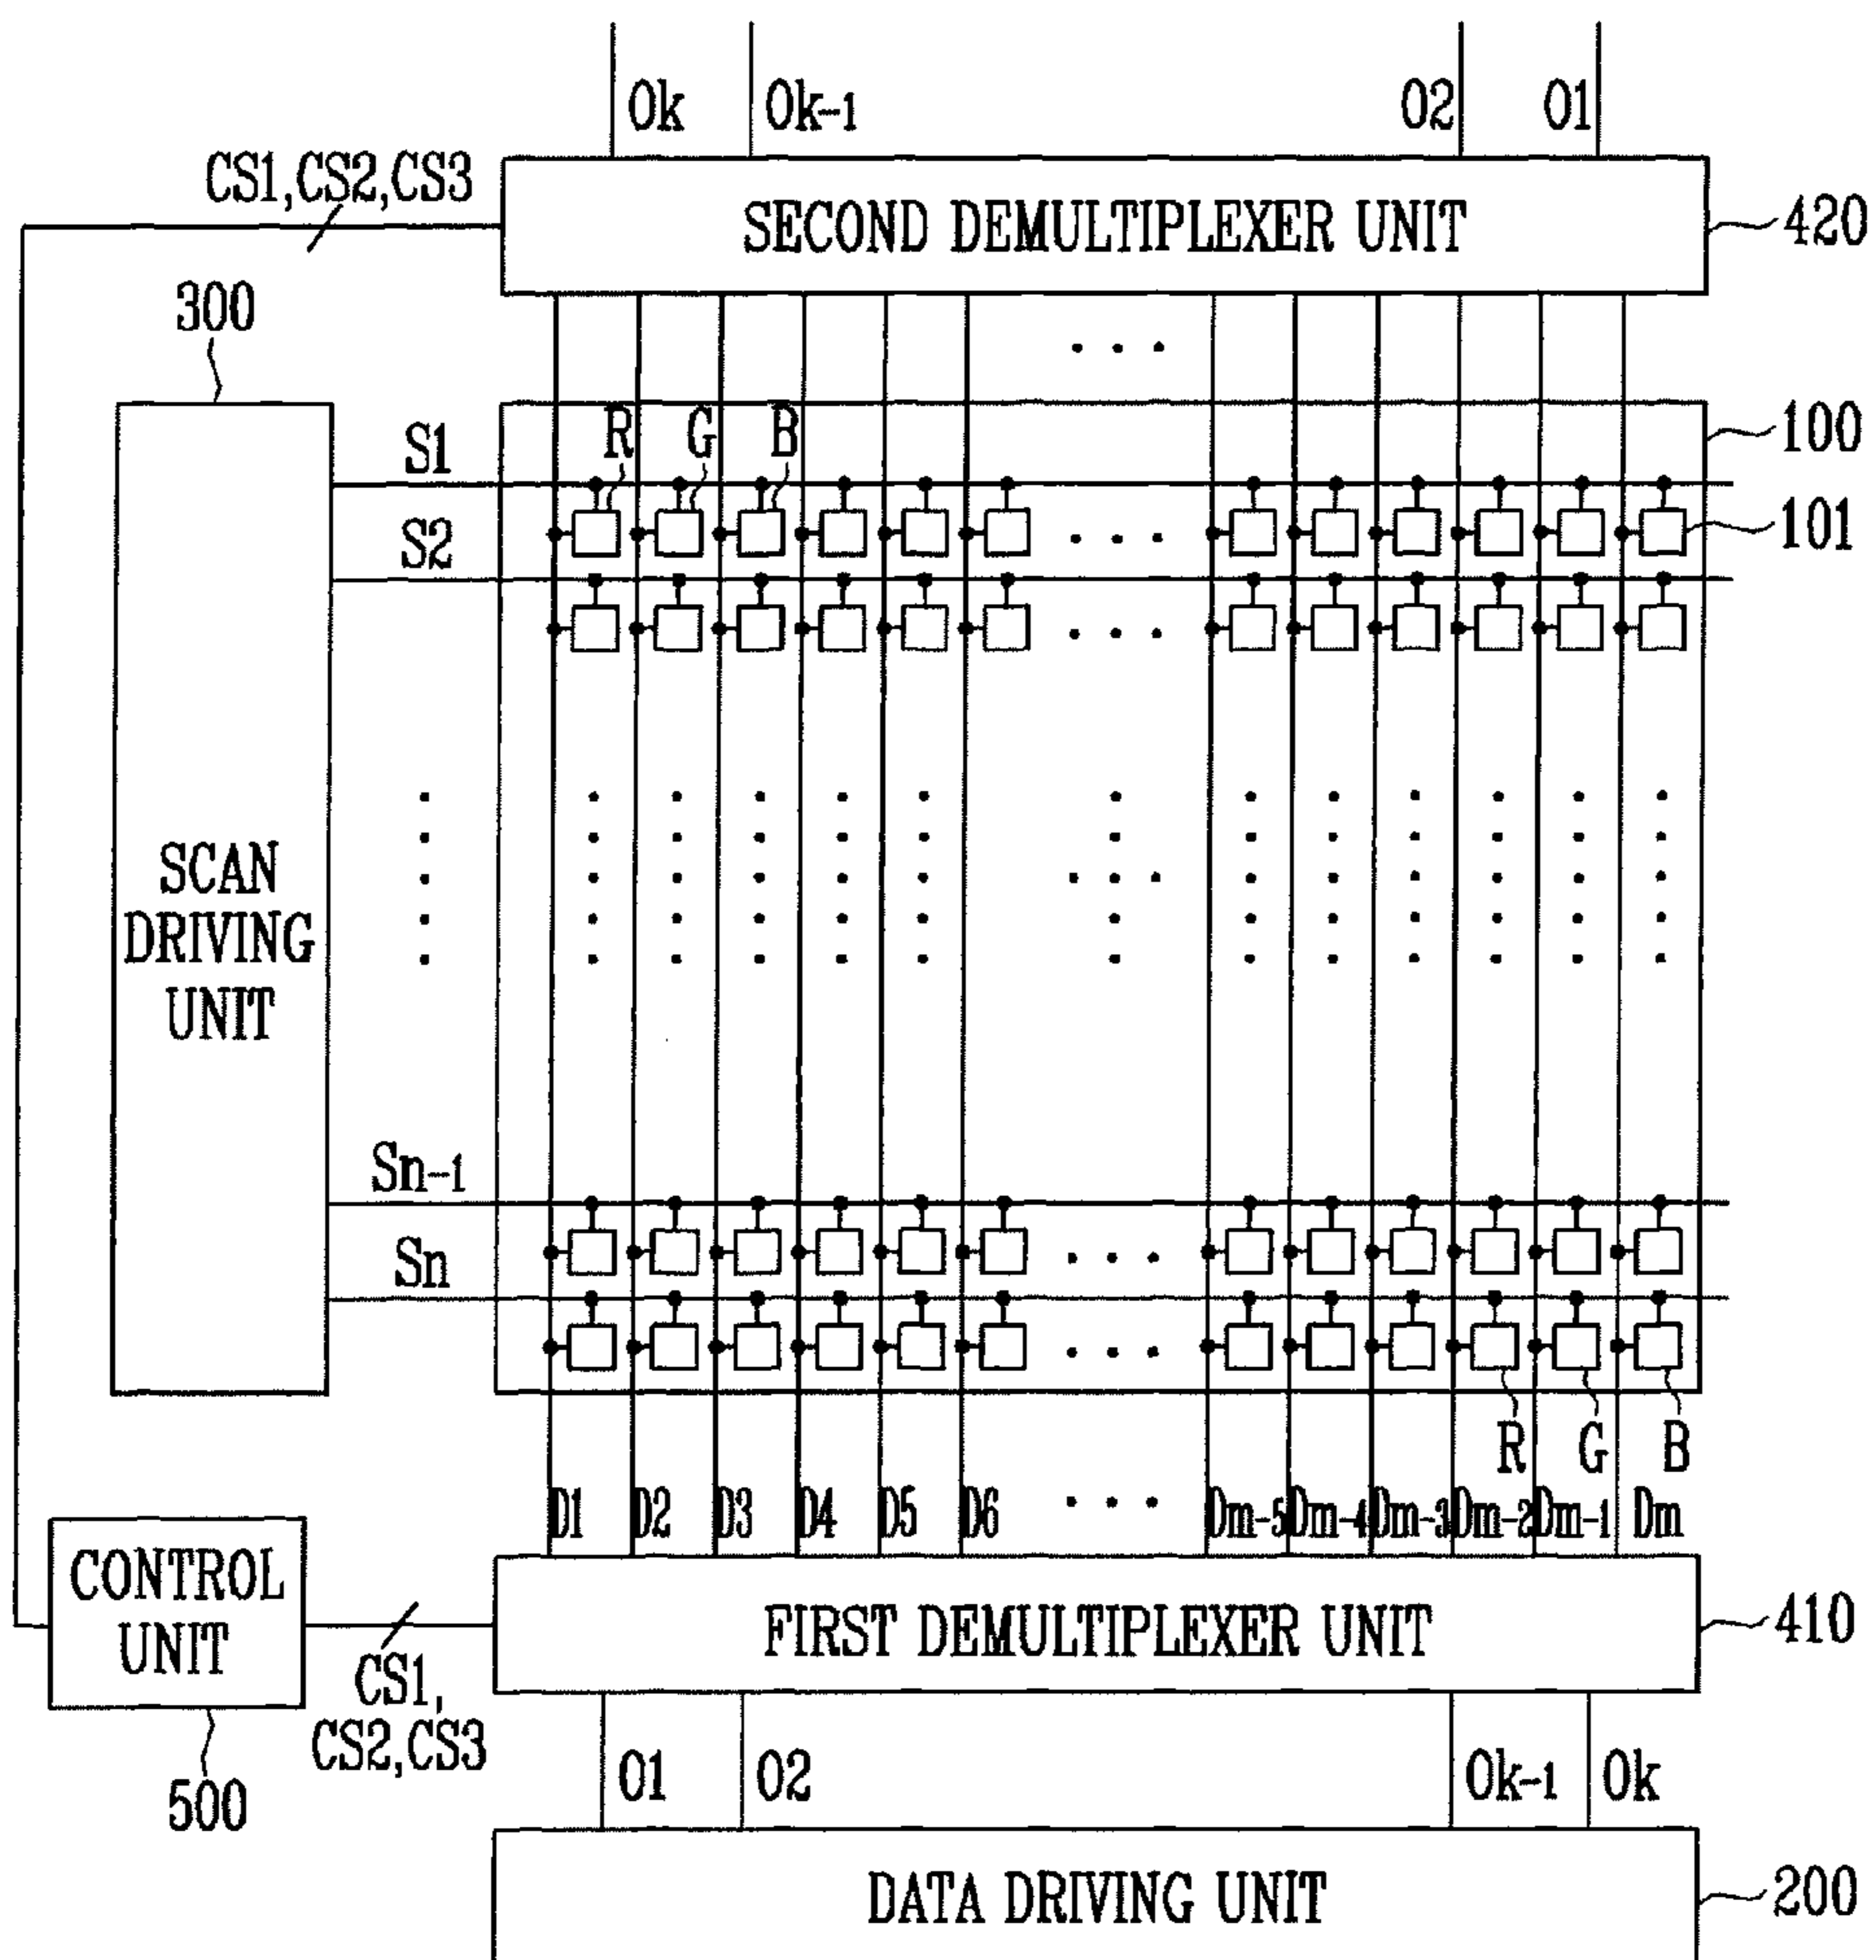 Ok Ok-1 O2 O1
CS1,CS2,CS3
SECOND DEMULTIPLEXER UNIT
420
300
100
R G B
S1
101
S2
SCAN
DRIVING
UNIT
Sn-1
Sn
R G B
D1 D2 D3 D4 D5 D6 Dm-5 Dm-4 Dm-3 Dm-2 Dm-1 Dm
CONTROL
UNIT
FIRST DEMULTIPLEXER UNIT
410
CS1,
CS2,CS3
500
O1 O2 Ok-1 Ok
DATA DRIVING UNIT
200